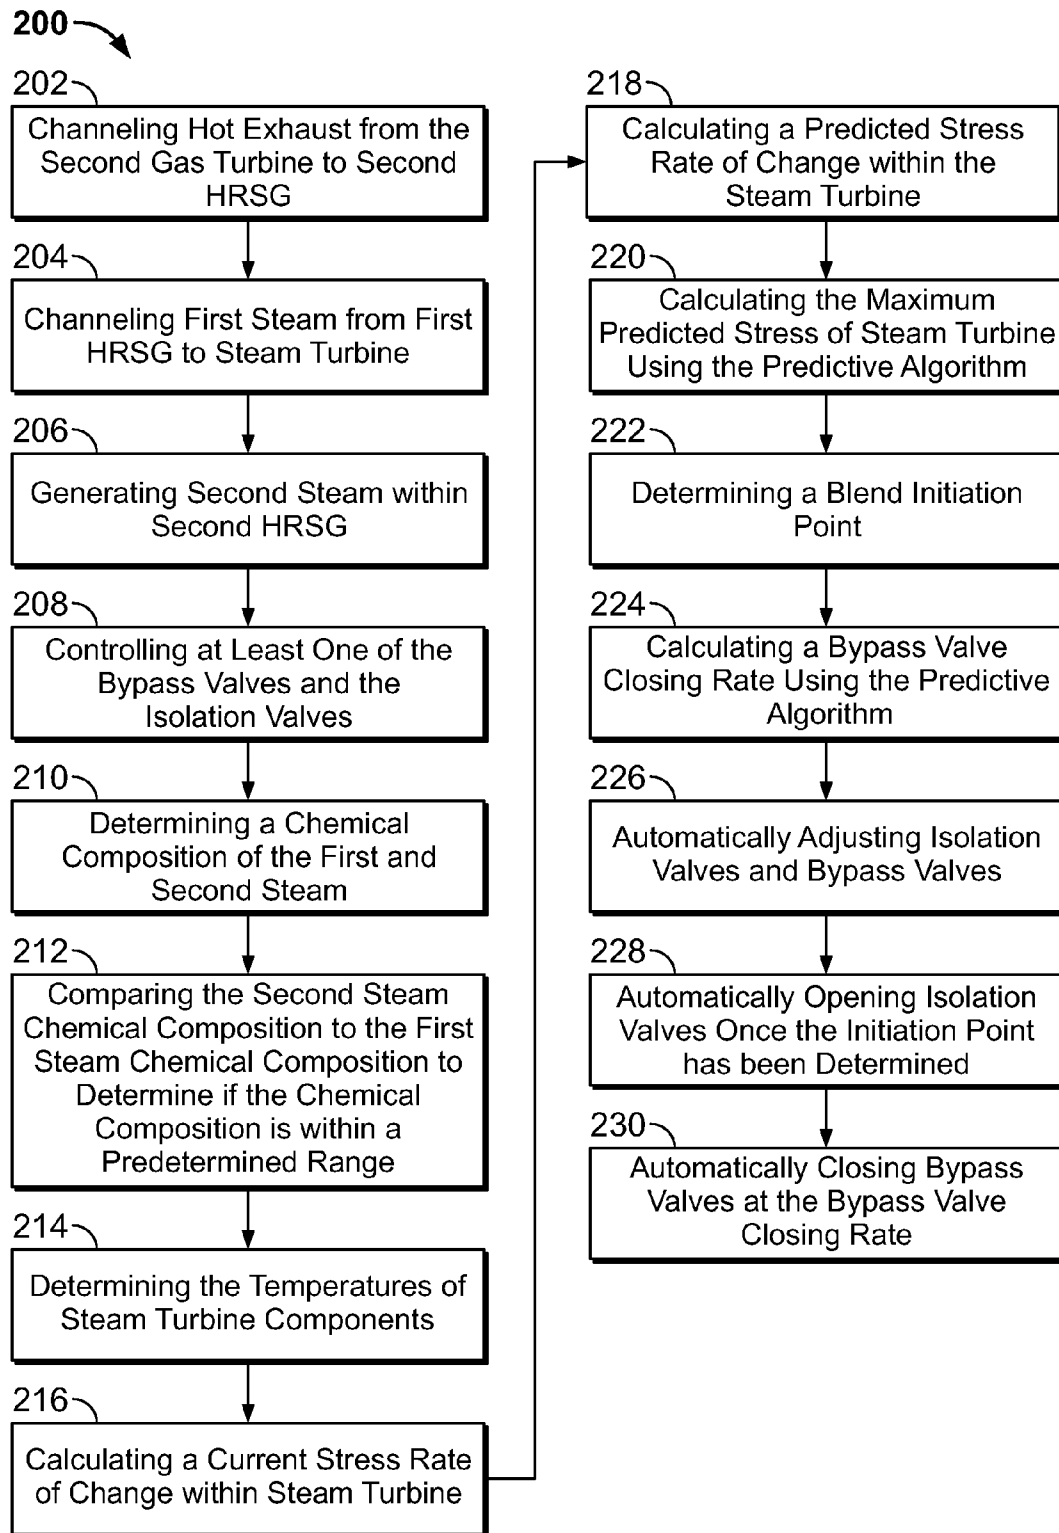 200
202
Channeling Hot Exhaust from the
Second Gas Turbine to Second
HRSG
204
Channeling First Steam from First
HRSG to Steam Turbine
206
Generating Second Steam within
Second HRSG
208
Controlling at Least One of the
Bypass Valves and the
Isolation Valves
210
Determining a Chemical
Composition of the First and
Second Steam
212
Comparing the Second Steam
Chemical Composition to the First
Steam Chemical Composition to
Determine if the Chemical
Composition is within a
Predetermined Range
214
Determining the Temperatures of
Steam Turbine Components
216
Calculating a Current Stress Rate
of Change within Steam Turbine
218
Calculating a Predicted Stress
Rate of Change within the
Steam Turbine
220
Calculating the Maximum
Predicted Stress of Steam Turbine
Using the Predictive Algorithm
222
Determining a Blend Initiation
Point
224
Calculating a Bypass Valve
Closing Rate Using the Predictive
Algorithm
226
Automatically Adjusting Isolation
Valves and Bypass Valves
228
Automatically Opening Isolation
Valves Once the Initiation Point
has been Determined
230
Automatically Closing Bypass
Valves at the Bypass Valve
Closing Rate